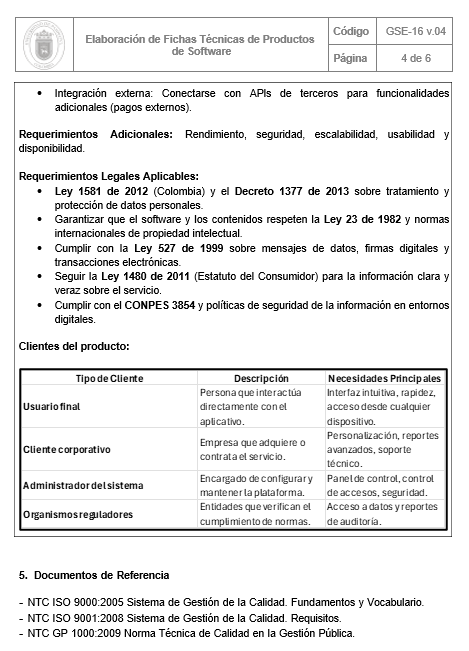 Elaboración de Fichas Técnicas de Productos
de Software
Código
GSE-16 v.04
Página
4 de 6
• Integración externa: Conectarse con APIs de terceros para funcionalidades
adicionales (pagos externos).
Requerimientos Adicionales: Rendimiento, seguridad, escalabilidad, usabilidad y
disponibilidad.
Requerimientos Legales Aplicables:
• Ley 1581 de 2012 (Colombia) y el Decreto 1377 de 2013 sobre tratamiento y
protección de datos personales.
• Garantizar que el software y los contenidos respeten la Ley 23 de 1982 y normas
internacionales de propiedad intelectual.
• Cumplir con la Ley 527 de 1999 sobre mensajes de datos, firmas digitales y
transacciones electrónicas.
• Seguir la Ley 1480 de 2011 (Estatuto del Consumidor) para la información clara y
veraz sobre el servicio.
• Cumplir con el CONPES 3854 y políticas de seguridad de la información en entornos
digitales.
Clientes del producto:
Tipo de Cliente
Descripción
Necesidades Principales
Usuario final
Persona que interactúa
directamente con el
aplicativo.
Interfaz intuitiva, rapidez,
acceso desde cualquier
dispositivo.
Cliente corporativo
Empresa que adquiere o
contrata el servicio.
Personalización, reportes
avanzados, soporte
técnico.
Administrador del sistema
Encargado de configurar y
mantener la plataforma.
Panel de control, control
de accesos, seguridad.
Organismos reguladores
Entidades que verifican el
cumplimiento de normas.
Acceso a datos y reportes
de auditoría.
5. Documentos de Referencia
- NTC ISO 9000:2005 Sistema de Gestión de la Calidad. Fundamentos y Vocabulario.
- NTC ISO 9001:2008 Sistema de Gestión de la Calidad. Requisitos.
- NTC GP 1000:2009 Norma Técnica de Calidad en la Gestión Pública.